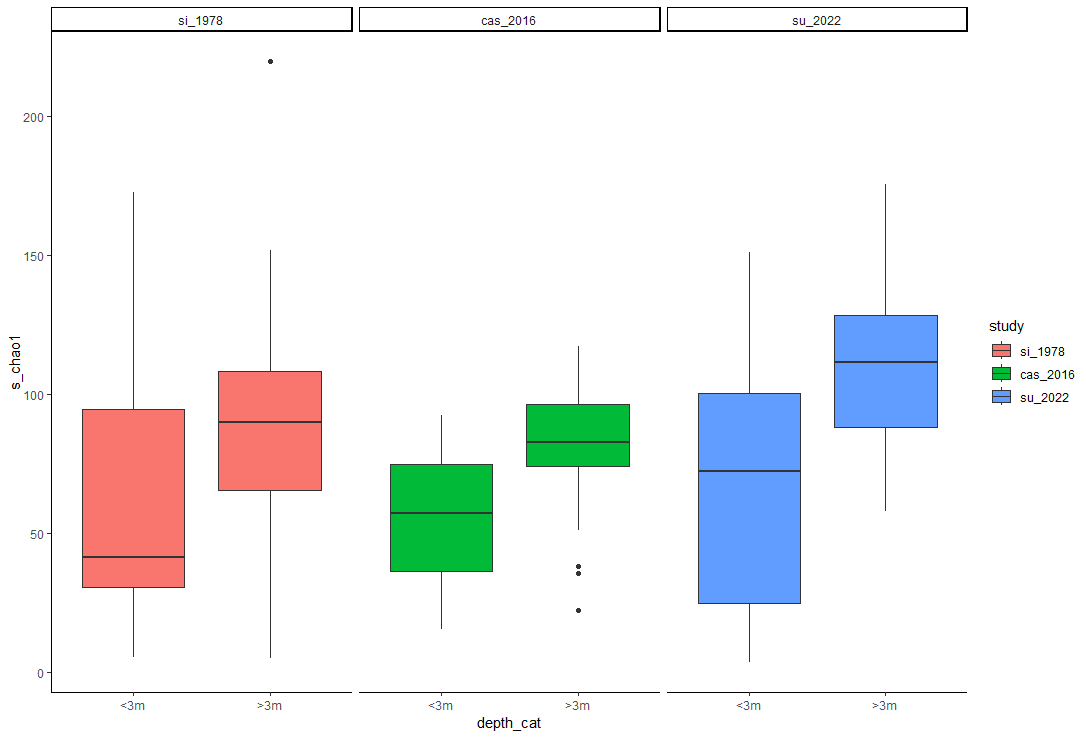 si_1978
cas_2016
su_2022
s_chao1
200
150
100
50
0
<3m
>3m
<3m
>3m
<3m
>3m
depth_cat
study
si_1978
cas_2016
su_2022